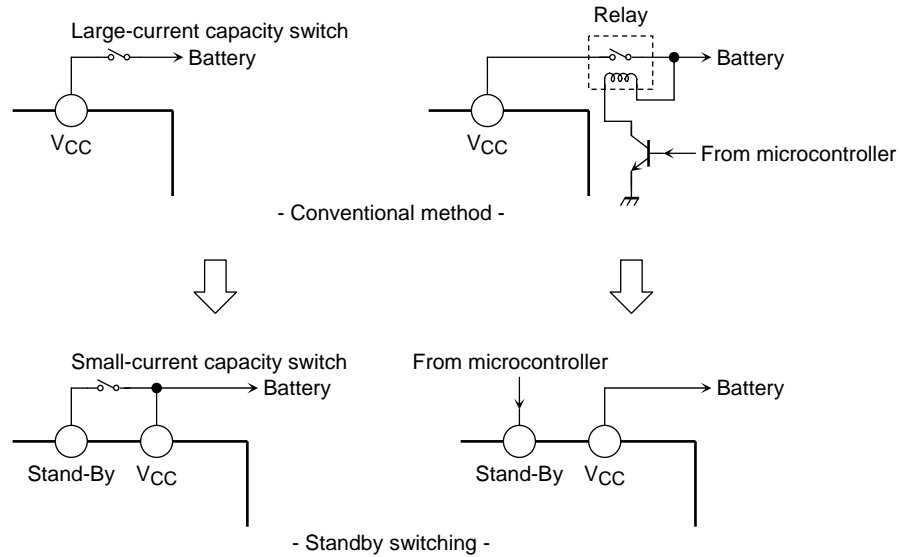 Large-current capacity switch
Battery
VCC
Relay
Battery
VCC
From microcontroller
- Conventional method -
Small-current capacity switch
Battery
Stand-By
VCC
From microcontroller
Battery
Stand-By
VCC
- Standby switching -